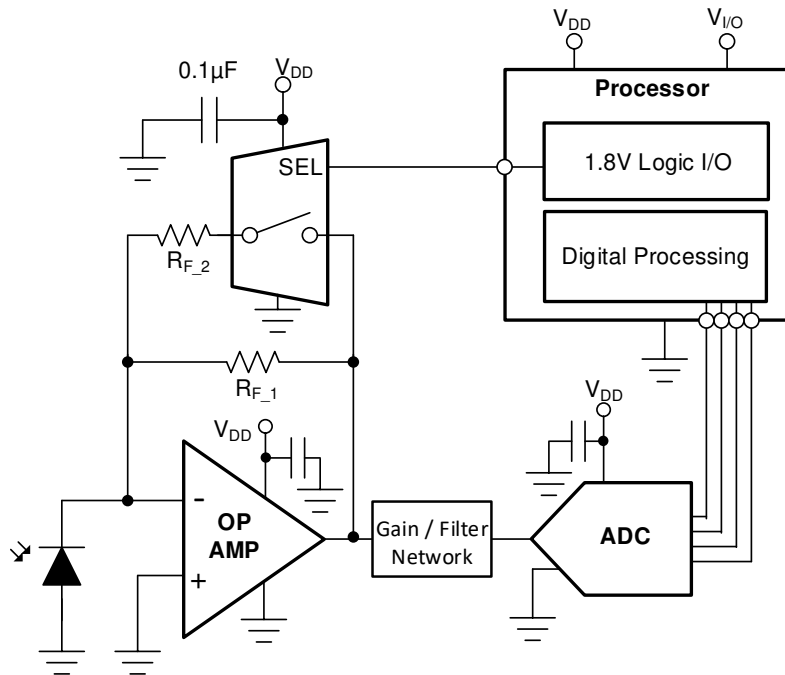 V_DD
V_I/O
0.1µF
V_DD
Processor
SEL
1.8V Logic I/O
R_F_2
Digital Processing
R_F_1
V_DD
V_DD
-
OP
AMP
+
Gain / Filter
Network
ADC